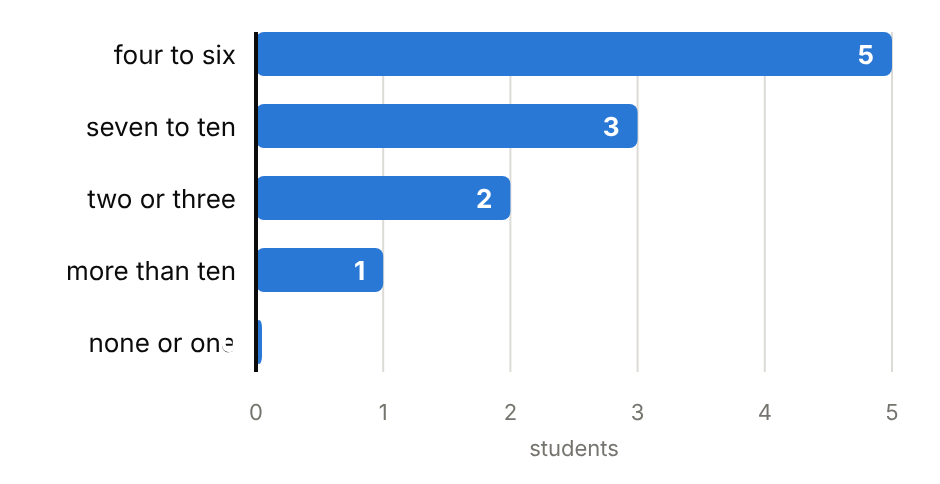 four to six
5
seven to ten
3
two or three
2
more than ten
1
none or one
0 1 2 3 4 5
students